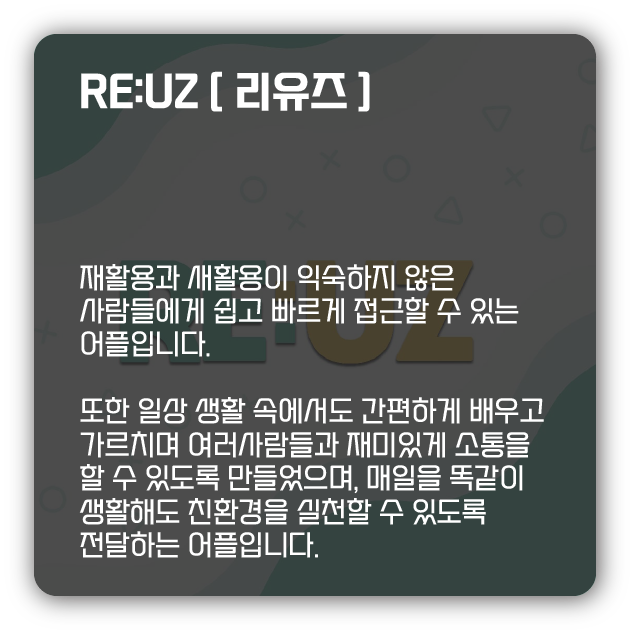 RE:UZ [ 리유즈 ]
재활용과 새활용이 익숙하지 않은
사람들에게 쉽고 빠르게 접근할 수 있는
어플입니다.
또한 일상 생활 속에서도 간편하게 배우고
가르치며 여러사람들과 재미있게 소통을
할 수 있도록 만들었으며, 매일을 똑같이
생활해도 친환경을 실천할 수 있도록
전달하는 어플입니다.
RE:UZ